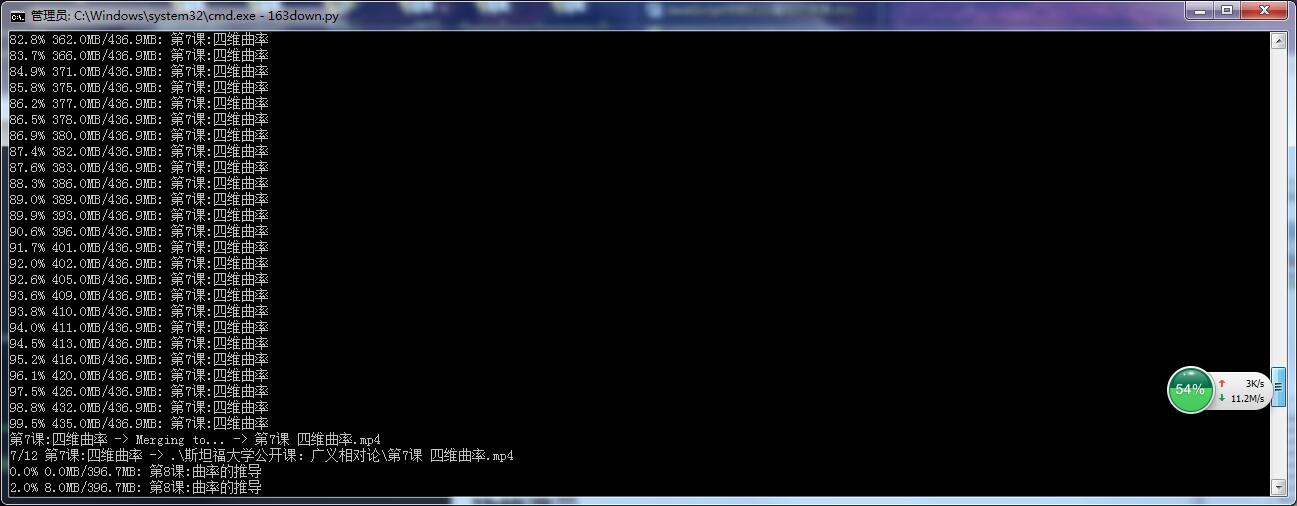 管理员: C:\Windows\system32\cmd.exe - 163down.py
82.8% 362.0MB/436.9MB: 第7课:四维曲率
83.7% 366.0MB/436.9MB: 第7课:四维曲率
84.9% 371.0MB/436.9MB: 第7课:四维曲率
85.8% 375.0MB/436.9MB: 第7课:四维曲率
86.2% 377.0MB/436.9MB: 第7课:四维曲率
86.5% 378.0MB/436.9MB: 第7课:四维曲率
86.9% 380.0MB/436.9MB: 第7课:四维曲率
87.4% 382.0MB/436.9MB: 第7课:四维曲率
87.6% 383.0MB/436.9MB: 第7课:四维曲率
88.3% 386.0MB/436.9MB: 第7课:四维曲率
89.0% 389.0MB/436.9MB: 第7课:四维曲率
89.9% 393.0MB/436.9MB: 第7课:四维曲率
90.6% 396.0MB/436.9MB: 第7课:四维曲率
91.7% 401.0MB/436.9MB: 第7课:四维曲率
92.0% 402.0MB/436.9MB: 第7课:四维曲率
92.6% 405.0MB/436.9MB: 第7课:四维曲率
93.6% 409.0MB/436.9MB: 第7课:四维曲率
93.8% 410.0MB/436.9MB: 第7课:四维曲率
94.0% 411.0MB/436.9MB: 第7课:四维曲率
94.5% 413.0MB/436.9MB: 第7课:四维曲率
95.2% 416.0MB/436.9MB: 第7课:四维曲率
96.1% 420.0MB/436.9MB: 第7课:四维曲率
97.5% 426.0MB/436.9MB: 第7课:四维曲率
98.8% 432.0MB/436.9MB: 第7课:四维曲率
99.5% 435.0MB/436.9MB: 第7课:四维曲率
第7课:四维曲率 -> Merging to... -> 第7课 四维曲率.mp4
7/12 第7课:四维曲率 -> .\斯坦福大学公开课：广义相对论\第7课 四维曲率.mp4
0.0% 0.0MB/396.7MB: 第8课:曲率的推导
2.0% 8.0MB/396.7MB: 第8课:曲率的推导
54%
3K/s
11.2M/s